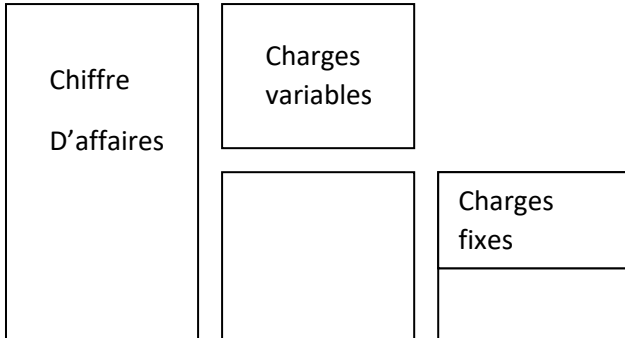 Chiffre
D’affaires
Charges
variables
Charges
fixes